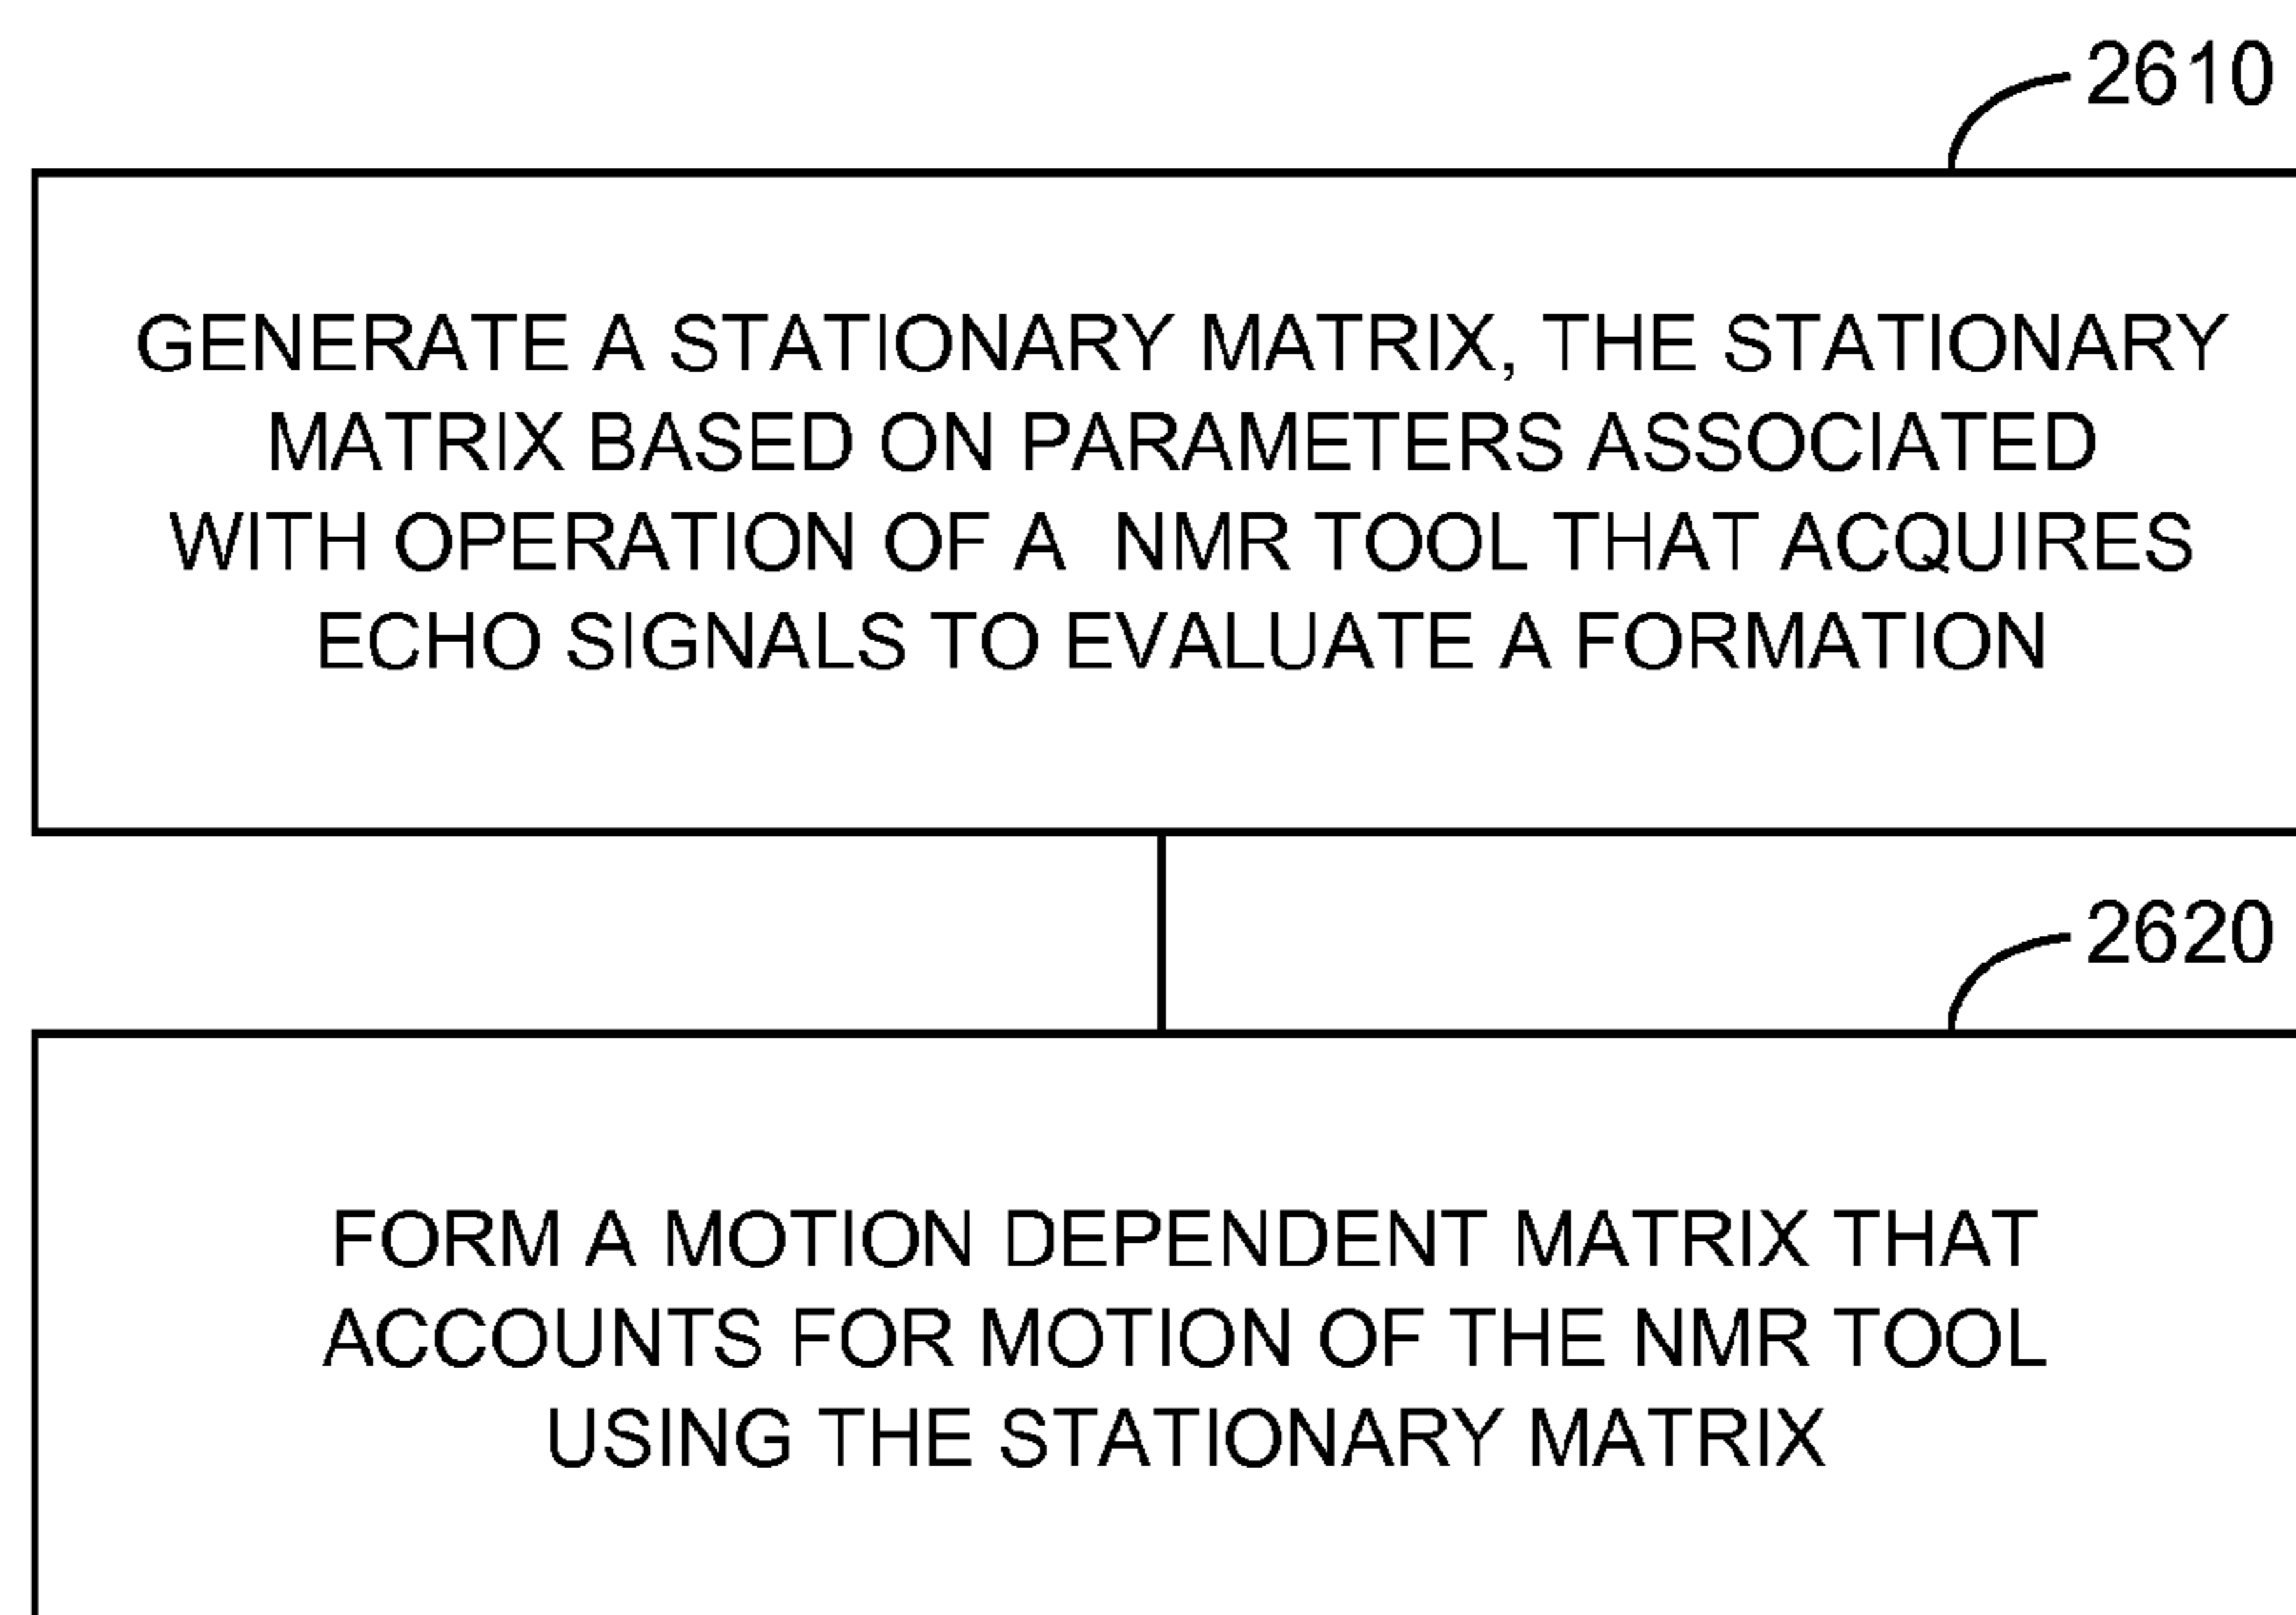 2610
GENERATE A STATIONARY MATRIX, THE STATIONARY
MATRIX BASED ON PARAMETERS ASSOCIATED
WITH OPERATION OF A NMR TOOL THAT ACQUIRES
ECHO SIGNALS TO EVALUATE A FORMATION
2620
FORM A MOTION DEPENDENT MATRIX THAT
ACCOUNTS FOR MOTION OF THE NMR TOOL
USING THE STATIONARY MATRIX